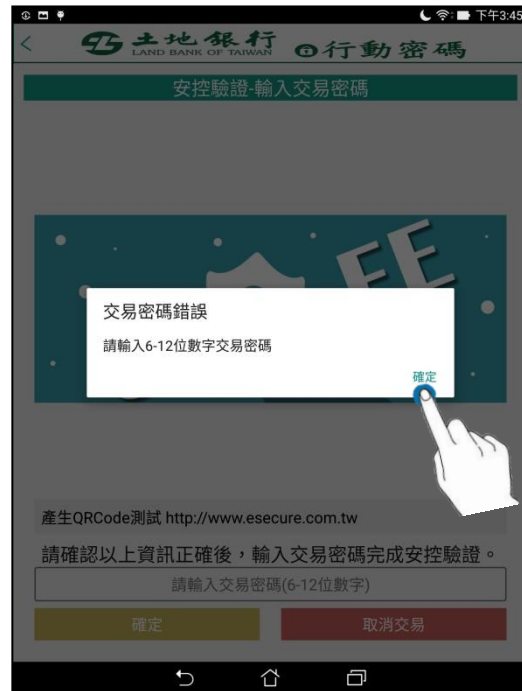 下午3:45
土地銀行
LAND BANK OF TAIWAN
行動密碼
安控驗證-輸入交易密碼
FF
交易密碼錯誤
請輸入6-12位數字交易密碼
確定
產生QRCode測試 http://www.esecure.com.tw
請確認以上資訊正確後，輸入交易密碼完成安控驗證。
請輸入交易密碼(6-12位數字)
確定
取消交易